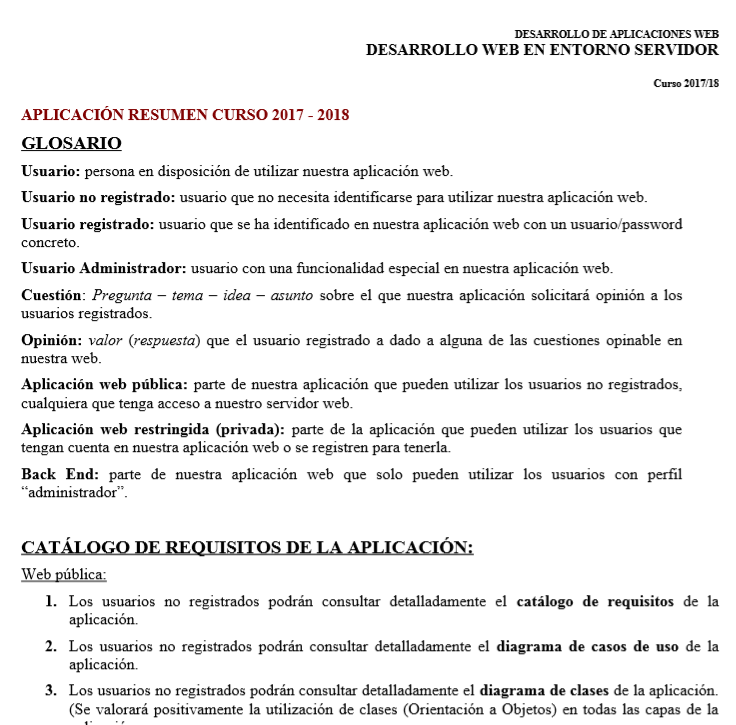 DESARROLLO DE APLICACIONES WEB
DESARROLLO WEB EN ENTORNO SERVIDOR
Curso 2017/18
APLICACIÓN RESUMEN CURSO 2017 - 2018
GLOSARIO
Usuario: persona en disposición de utilizar nuestra aplicación web.
Usuario no registrado: usuario que no necesita identificarse para utilizar nuestra aplicación web.
Usuario registrado: usuario que se ha identificado en nuestra aplicación web con un usuario/password
concreto.
Usuario Administrador: usuario con una funcionalidad especial en nuestra aplicación web.
Cuestión: Pregunta – tema – idea – asunto sobre el que nuestra aplicación solicitará opinión a los
usuarios registrados.
Opinión: valor (respuesta) que el usuario registrado a dado a alguna de las cuestiones opinable en
nuestra web.
Aplicación web pública: parte de nuestra aplicación que pueden utilizar los usuarios no registrados,
cualquiera que tenga acceso a nuestro servidor web.
Aplicación web restringida (privada): parte de la aplicación que pueden utilizar los usuarios que
tengan cuenta en nuestra aplicación web o se registren para tenerla.
Back End: parte de nuestra aplicación web que solo pueden utilizar los usuarios con perfil
“administrador”.
CATÁLOGO DE REQUISITOS DE LA APLICACIÓN:
Web pública:
1. Los usuarios no registrados podrán consultar detalladamente el catálogo de requisitos de la
aplicación.
2. Los usuarios no registrados podrán consultar detalladamente el diagrama de casos de uso de la
aplicación.
3. Los usuarios no registrados podrán consultar detalladamente el diagrama de clases de la aplicación.
(Se valorará positivamente la utilización de clases (Orientación a Objetos) en todas las capas de la